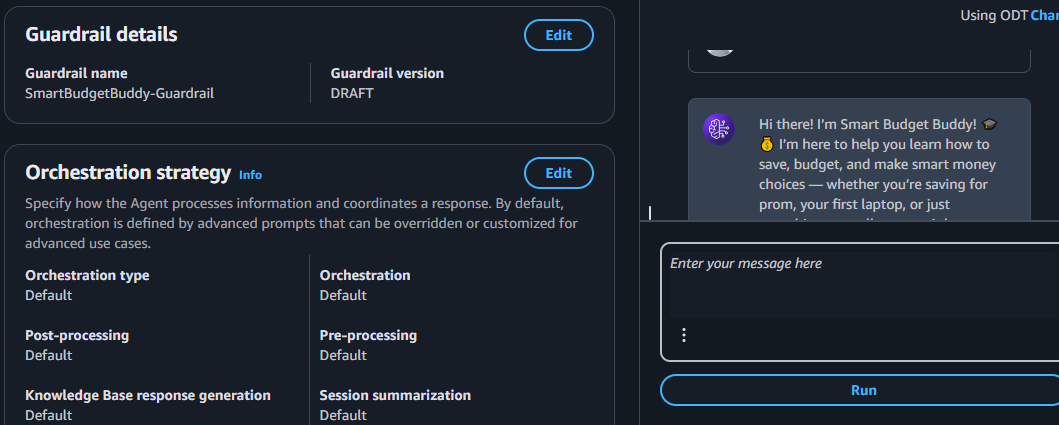 Guardrail details
Edit
Guardrail name
SmartBudgetBuddy-Guardrail
Guardrail version
DRAFT
Orchestration strategy Info
Edit
Specify how the Agent processes information and coordinates a response. By default,
orchestration is defined by advanced prompts that can be overridden or customized for
advanced use cases.
Orchestration type
Default
Orchestration
Default
Post-processing
Default
Pre-processing
Default
Knowledge Base response generation
Default
Session summarization
Default
Using ODT
Hi there! I'm Smart Budget Buddy! 🎓
💰 I'm here to help you learn how to
save, budget, and make smart money
choices — whether you're saving for
prom, your first laptop, or just
Enter your message here
Run